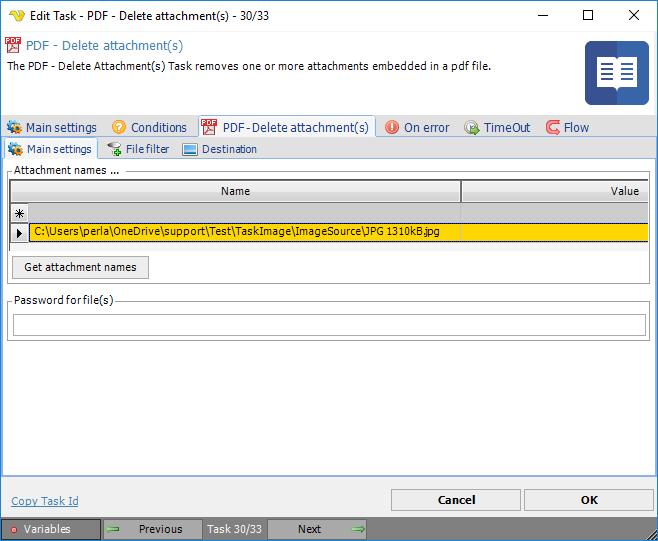 Edit Task - PDF - Delete attachment(s) - 30/33
PDF PDF - Delete attachment(s)
The PDF - Delete Attachment(s) Task removes one or more attachments embedded in a pdf file.
Main settings Conditions PDF PDF - Delete attachment(s) On error TimeOut Flow
Main settings File filter Destination
Attachment names ...
Name Value
C:\Users\perla\OneDrive\support\Test\TaskImage\ImageSource\JPG 1310kB.jpg
Get attachment names
Password for file(s)
Copy Task Id Cancel OK
Variables Previous Task 30/33 Next